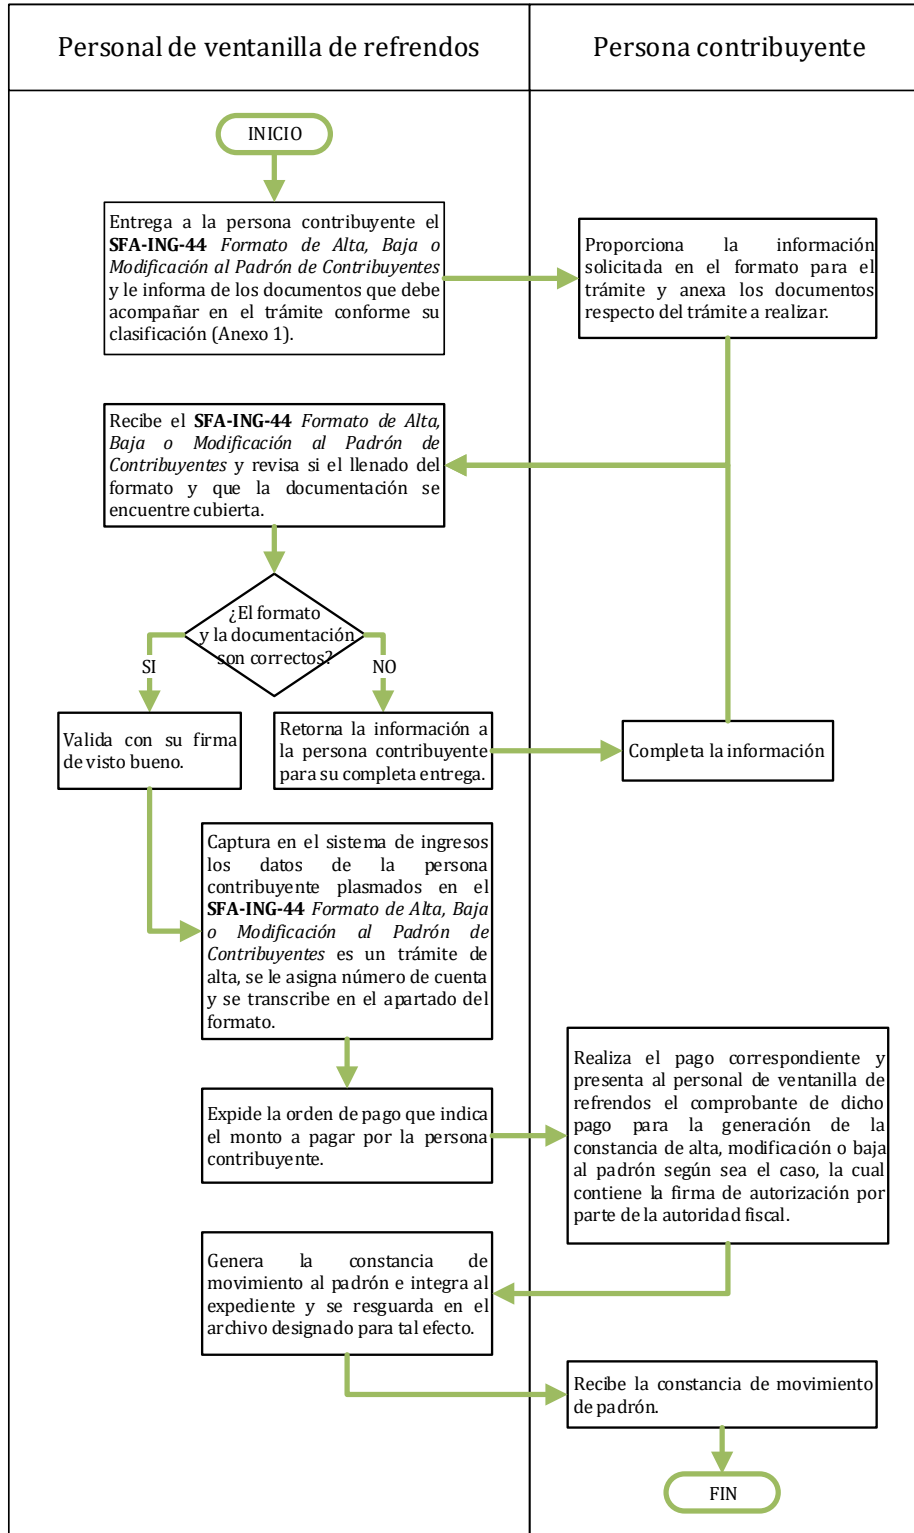 Personal de ventanilla de refrendos
Persona contribuyente
INICIO
Entrega a la persona contribuyente el
SFA-ING-44 Formato de Alta, Baja o
Modificación al Padrón de Contribuyentes
y le informa de los documentos que debe
acompañar en el trámite conforme su
clasificación (Anexo 1).
Proporciona la información
solicitada en el formato para el
trámite y anexa los documentos
respecto del trámite a realizar.
Recibe el SFA-ING-44 Formato de Alta,
Baja o Modificación al Padrón de
Contribuyentes y revisa si el llenado del
formato y que la documentación se
encuentre cubierta.
¿El formato
y la documentación
son correctos?
SI
NO
Valida con su firma
de visto bueno.
Retorna la información a
la persona contribuyente
para su completa entrega.
Completa la información
Captura en el sistema de ingresos
los datos de la persona
contribuyente plasmados en el
SFA-ING-44 Formato de Alta, Baja
o Modificación al Padrón de
Contribuyentes es un trámite de
alta, se le asigna número de cuenta
y se transcribe en el apartado del
formato.
Expide la orden de pago que indica
el monto a pagar por la persona
contribuyente.
Realiza el pago correspondiente y
presenta al personal de ventanilla de
refrendos el comprobante de dicho
pago para la generación de la
constancia de alta, modificación o baja
al padrón según sea el caso, la cual
contiene la firma de autorización por
parte de la autoridad fiscal.
Genera la constancia de
movimiento al padrón e integra al
expediente y se resguarda en el
archivo designado para tal efecto.
Recibe la constancia de movimiento
de padrón.
FIN